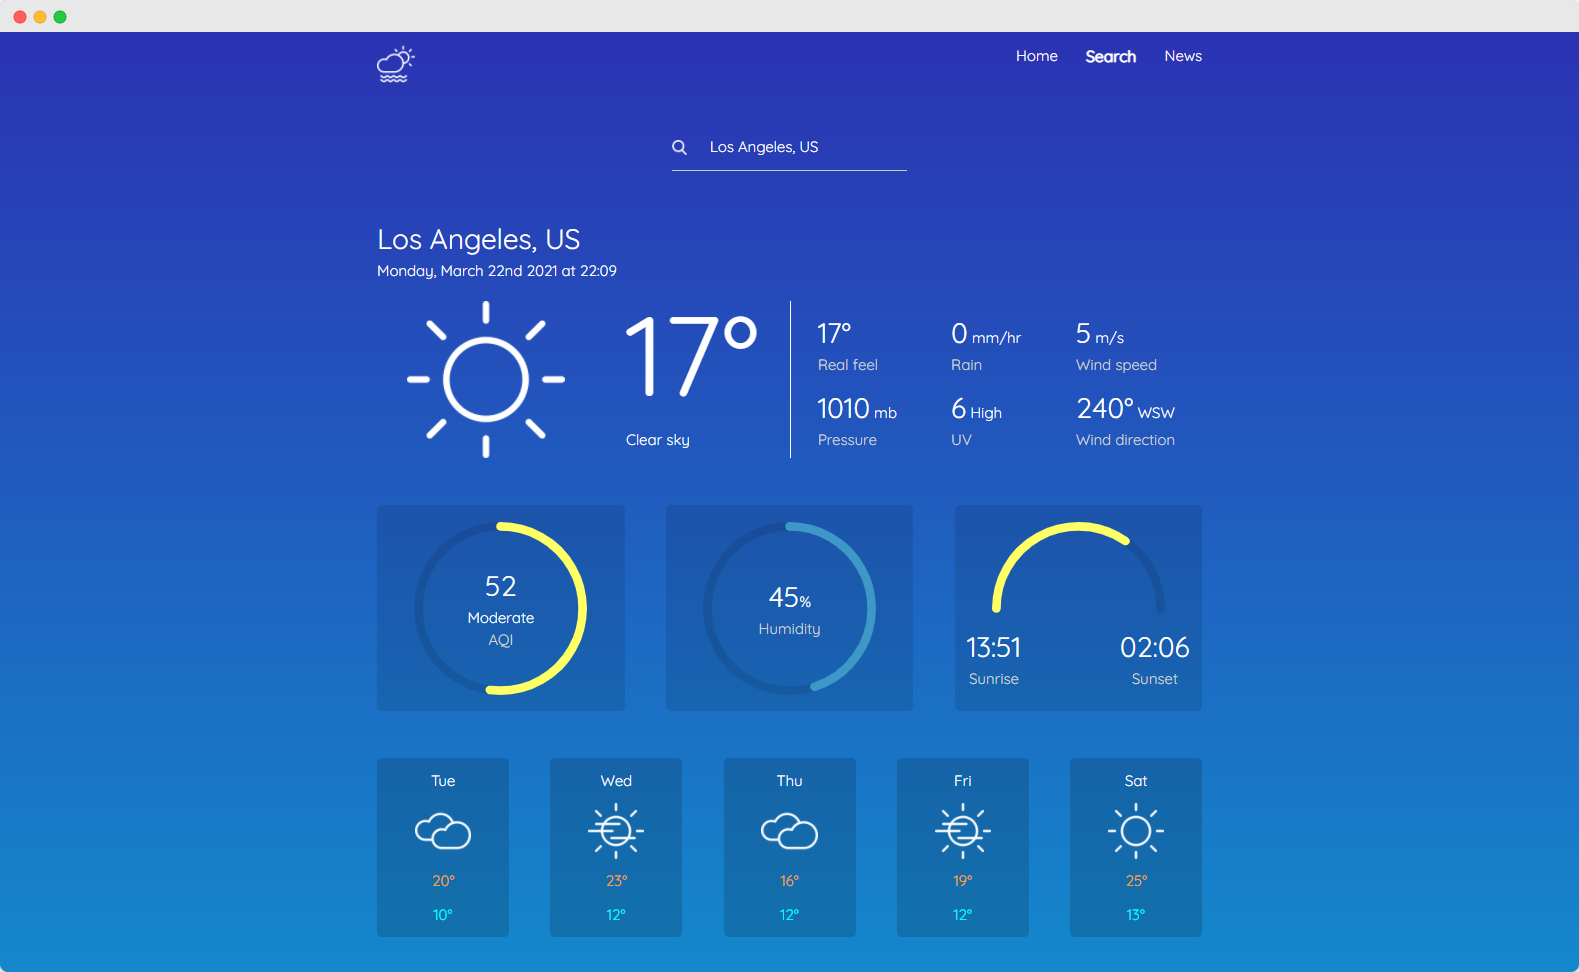 Home Search News
Los Angeles, US
Los Angeles, US
Monday, March 22nd 2021 at 22:09
17°
Clear sky
17° 0 mm/hr 5 m/s
Real feel Rain Wind speed
1010 mb 6 High 240° WSW
Pressure UV Wind direction
52
Moderate
AQI
45%
Humidity
13:51 02:06
Sunrise Sunset
Tue Wed Thu Fri Sat
20° 23° 16° 19° 25°
10° 12° 12° 12° 13°